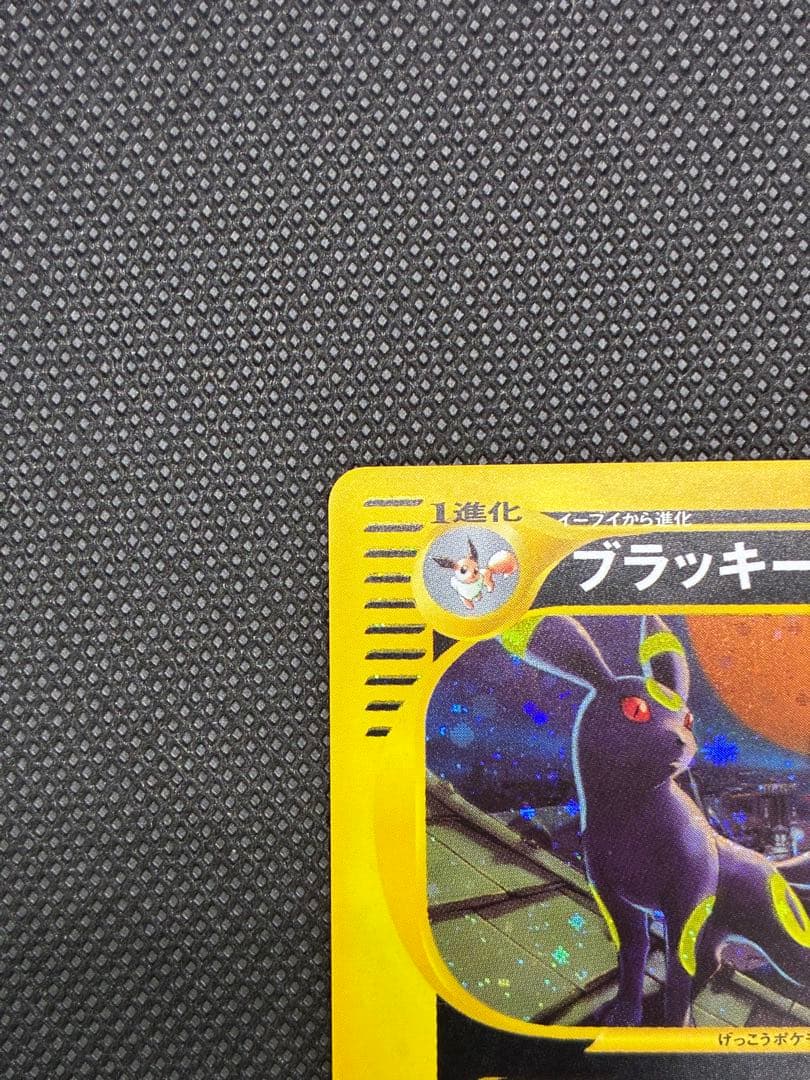 1進化
イーブイから進化
ブラッキー
げっこうポケ